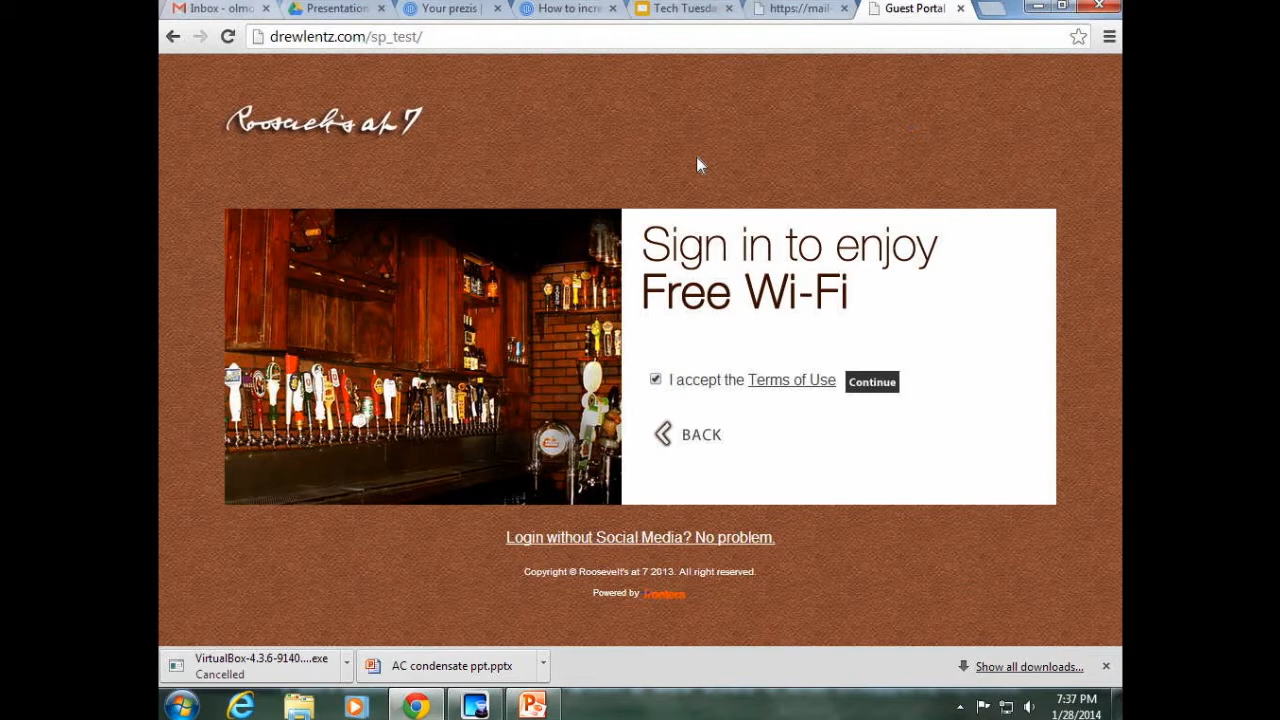 Inbox - olmo
Presentation
Your prezis |
How to incre
Tech Tuesda
https://mail-
Guest Portal
drewlentz.com/sp_test/
Roosevelt's at 7
Sign in to enjoy
Free Wi-Fi
I accept the Terms of Use Continue
BACK
Login without Social Media? No problem.
Copyright © Roosevelt's at 7 2013. All right reserved.
Powered by frontera
VirtualBox-4.3.6-9140....exe
Cancelled
AC condensate ppt.pptx
Show all downloads...
7:37 PM
1/28/2014